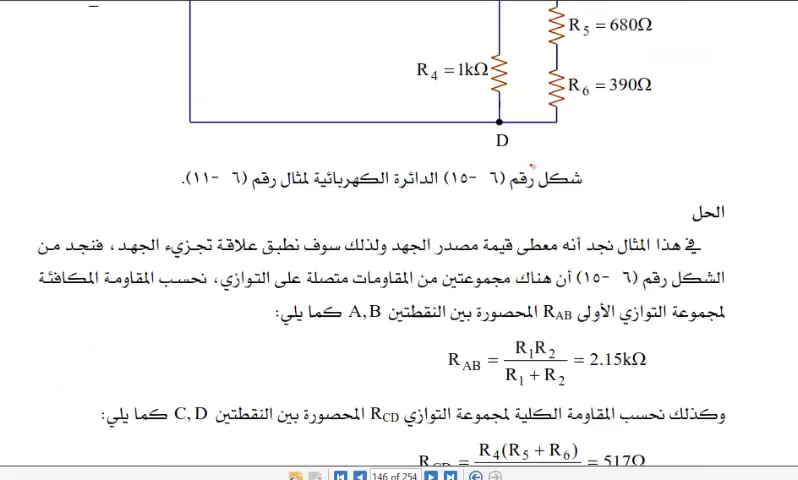 R5 = 680Ω
R4 = 1kΩ
R6 = 390Ω
D
شكل رقم (٦ -١٥) الدائرة الكهربائية لمثال رقم (٦ -١١).
الحل
في هذا المثال نجد أنه معطى قيمة مصدر الجهد ولذلك سوف نطبق علاقة تجزيء الجهد، فنجد من
الشكل رقم (٦ -١٥) أن هناك مجموعتين من المقاومات متصلة على التوازي، نحسب المقاومة المكافئة
لمجموعة التوازي الأولى RAB المحصورة بين النقطتين A,B كما يلي:
RAB = R1R2 / R1 + R2 = 2.15kΩ
وكذلك نحسب المقاومة الكلية لمجموعة التوازي RCD المحصورة بين النقطتين C,D كما يلي:
RCD = R4(R5 + R6) = 517Ω
146 of 254